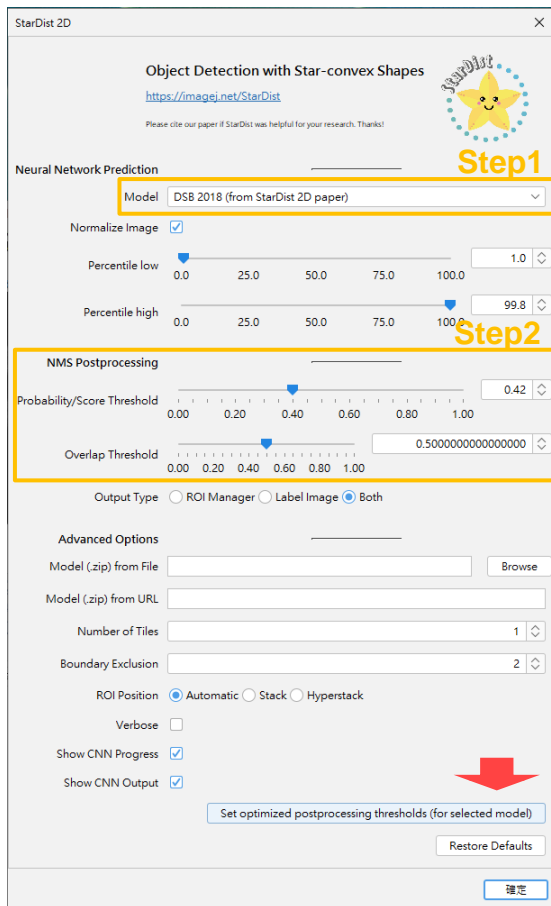 StarDist 2D
Object Detection with Star-convex Shapes
https://imagej.net/StarDist
Please cite our paper if StarDist was helpful for your research. Thanks!
StarDist
Step1
Neural Network Prediction
Model DSB 2018 (from StarDist 2D paper)
Normalize Image
Percentile low 1.0
0.0 25.0 50.0 75.0 100.0
Percentile high 99.8
0.0 25.0 50.0 75.0 100.0
Step2
NMS Postprocessing
Probability/Score Threshold 0.42
0.00 0.20 0.40 0.60 0.80 1.00
Overlap Threshold 0.5000000000000000
0.00 0.20 0.40 0.60 0.80 1.00
Output Type ROI Manager Label Image Both
Advanced Options
Model (.zip) from File Browse
Model (.zip) from URL
Number of Tiles 1
Boundary Exclusion 2
ROI Position Automatic Stack Hyperstack
Verbose
Show CNN Progress
Show CNN Output
Set optimized postprocessing thresholds (for selected model)
Restore Defaults
確定